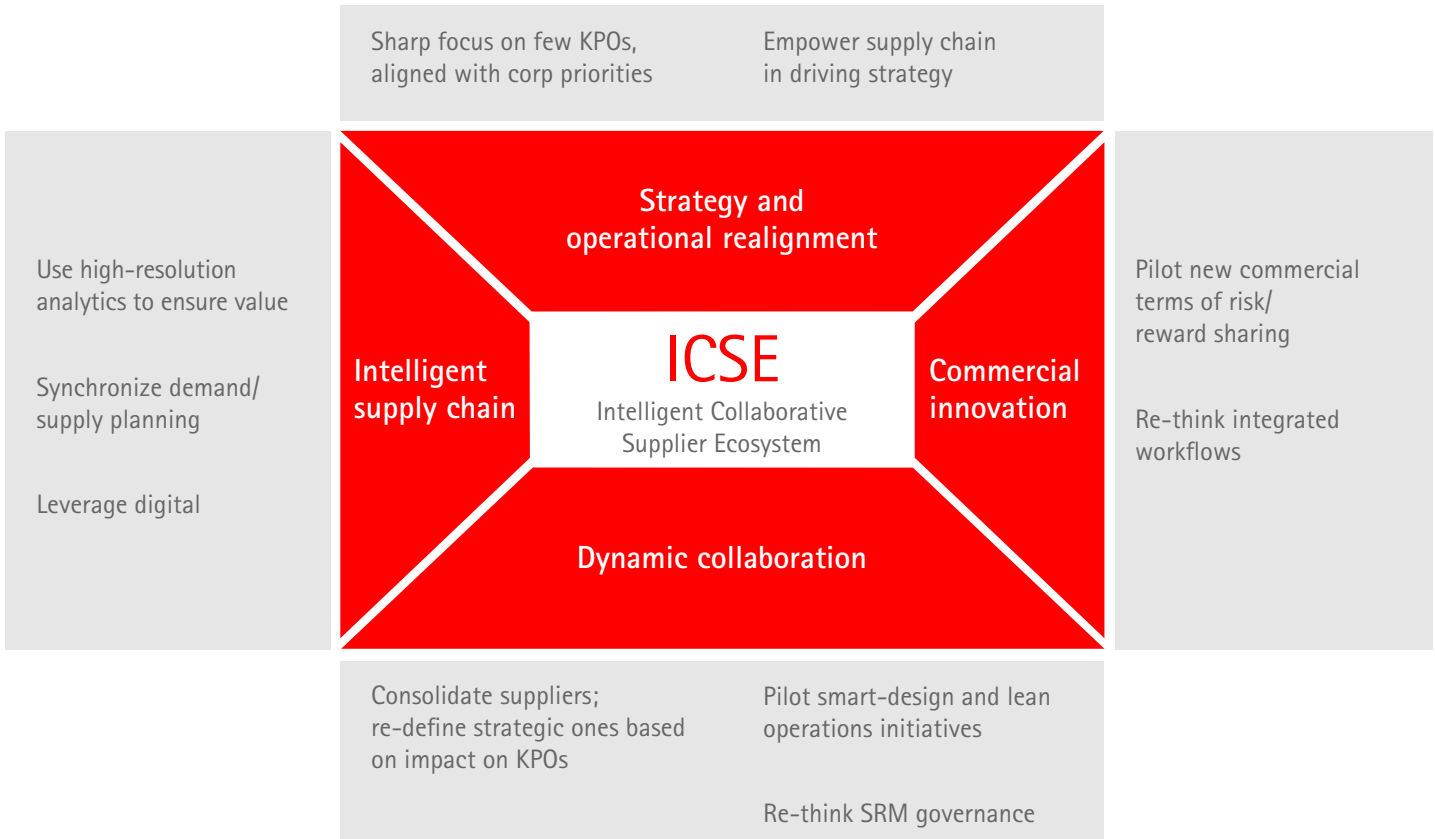 Sharp focus on few KPOs,
aligned with corp priorities
Empower supply chain
in driving strategy
Use high-resolution
analytics to ensure value
Synchronize demand/
supply planning
Leverage digital
Strategy and
operational realignment
Intelligent
supply chain
ICSE
Intelligent Collaborative
Supplier Ecosystem
Commercial
innovation
Dynamic collaboration
Pilot new commercial
terms of risk/
reward sharing
Re-think integrated
workflows
Consolidate suppliers;
re-define strategic ones based
on impact on KPOs
Pilot smart-design and lean
operations initiatives
Re-think SRM governance